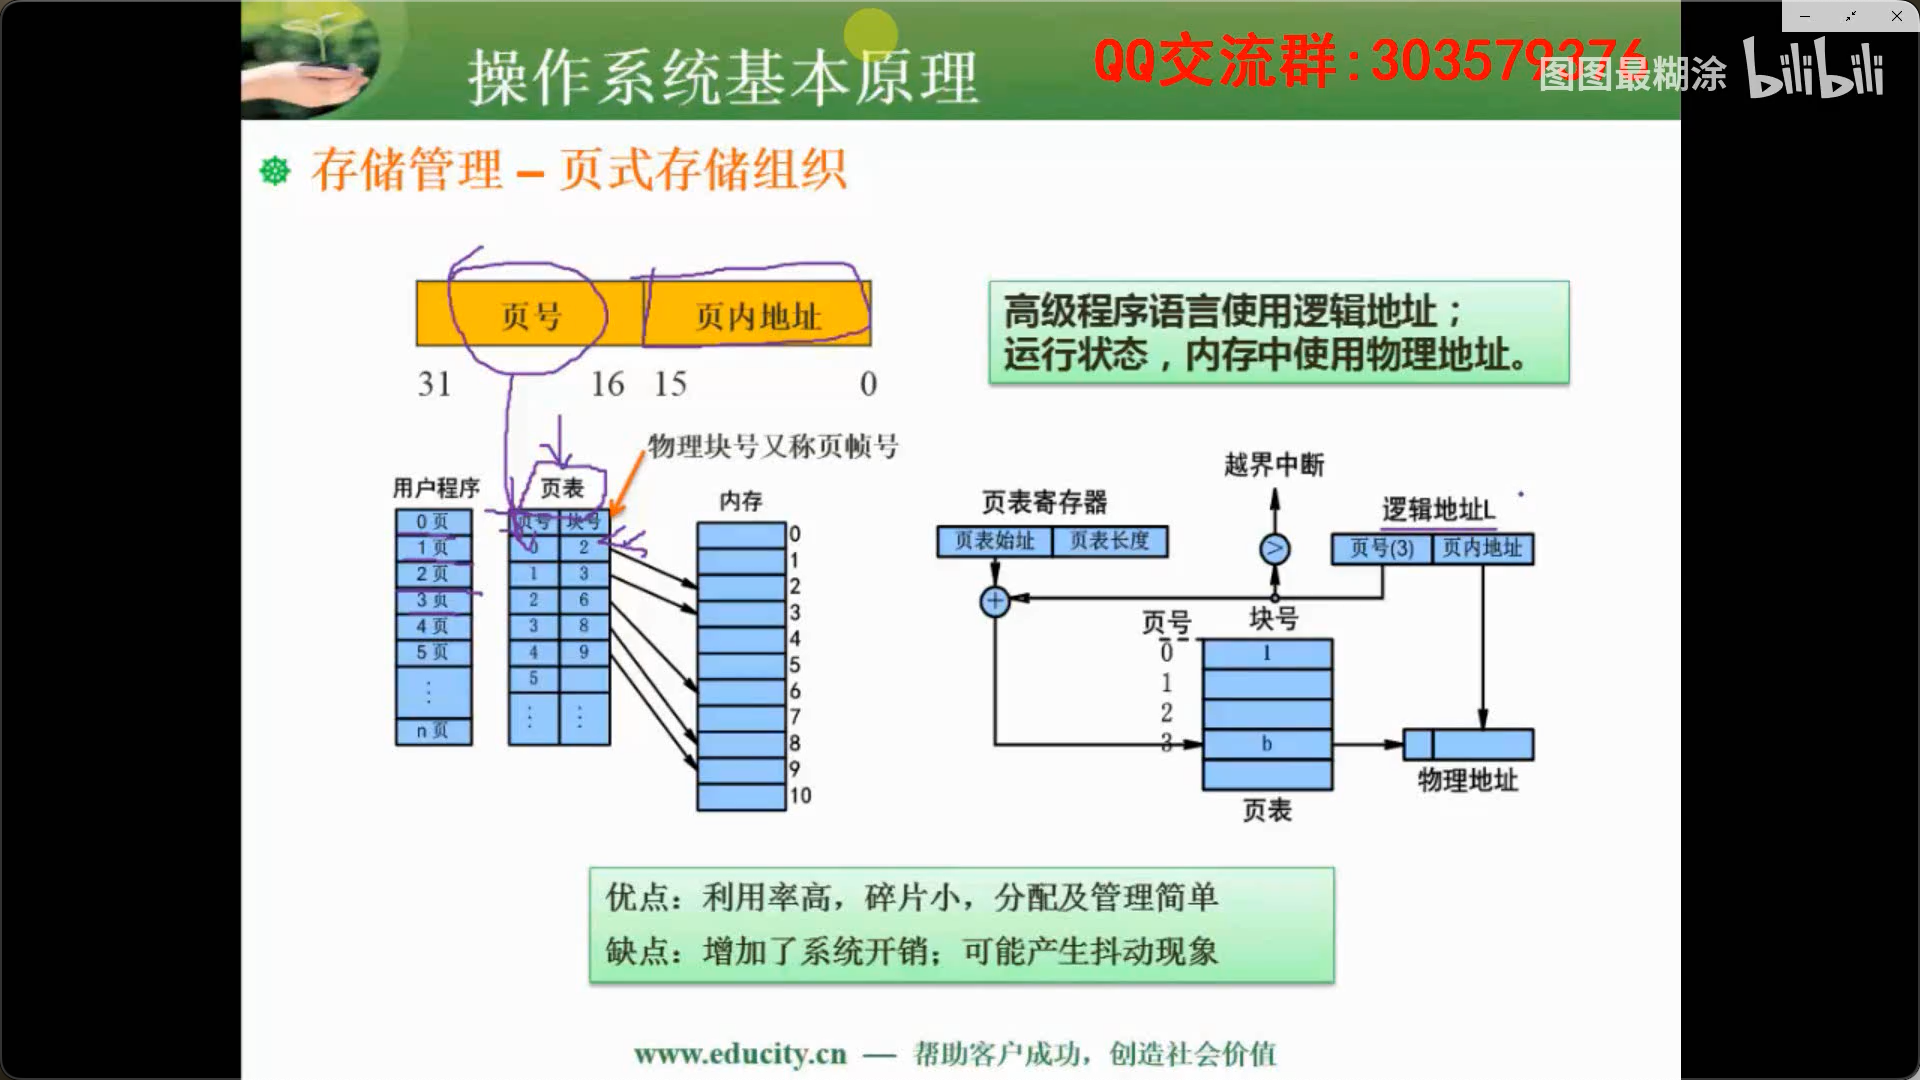 操作系统基本原理
QQ交流群:303579376
图图最糊涂 bilibili
存储管理 – 页式存储组织
页号 页内地址
31 16 15 0
高级程序语言使用逻辑地址；
运行状态，内存中使用物理地址。
物理块号又称页帧号
用户程序
0 页
1 页
2 页
3 页
4 页
5 页
⋮
n 页
页表
页号 块号
0 2
1 3
2 6
3 8
4 9
5
⋮ ⋮
内存
0
1
2
3
4
5
6
7
8
9
10
越界中断
页表寄存器
页表始址 页表长度
>
逻辑地址L
页号(3) 页内地址
+
页号 块号
0 1
1
2
3 b
页表
物理地址
优点：利用率高，碎片小，分配及管理简单
缺点：增加了系统开销；可能产生抖动现象
www.educity.cn — 帮助客户成功，创造社会价值